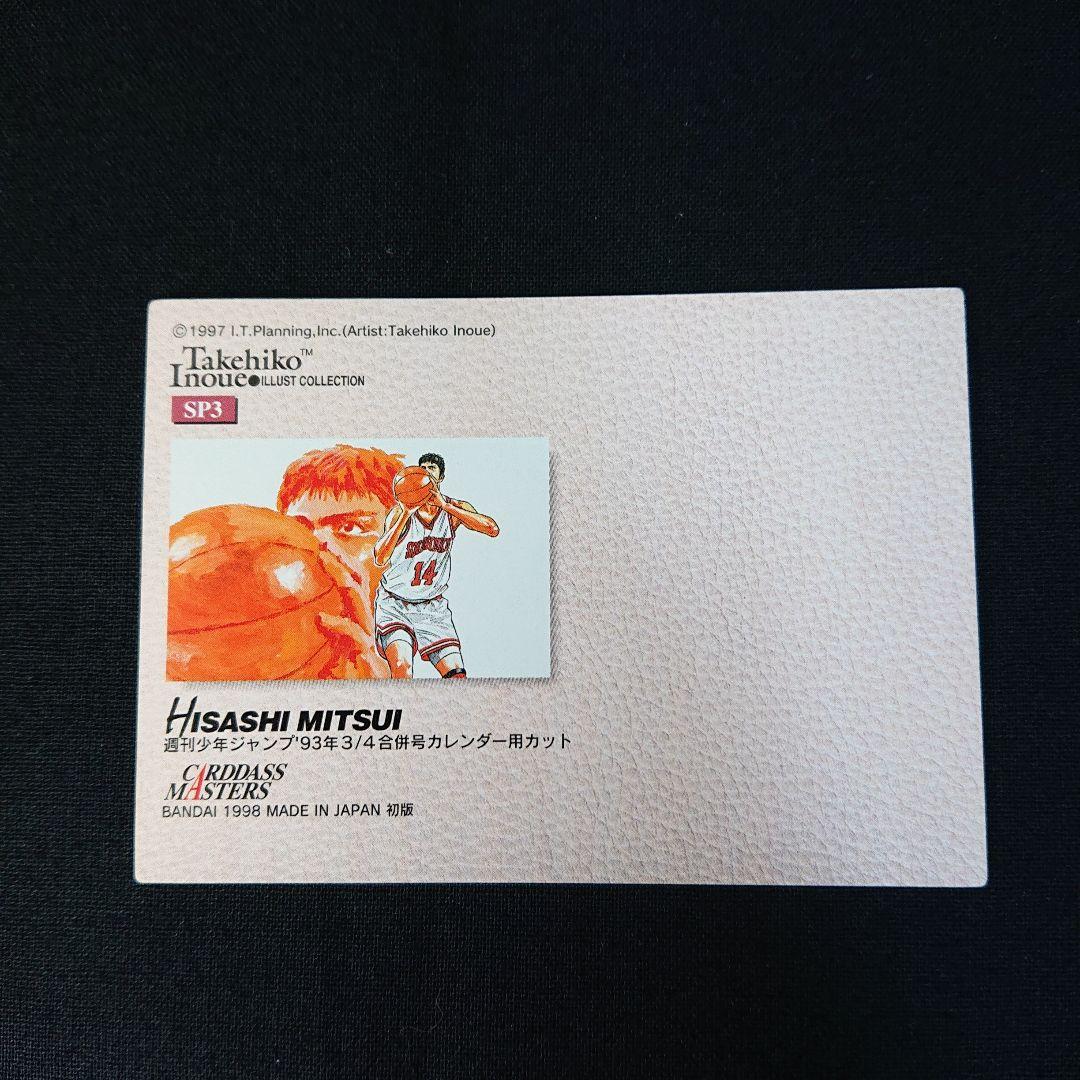 ©1997 I.T.Planning,Inc.(Artist:Takehiko Inoue)
Takehiko™
Inoue●ILLUST COLLECTION
SP3
SHOHOKU
14
HISASHI MITSUI
週刊少年ジャンプ'93年3/4合併号カレンダー用カット
CARDDASS
MASTERS
BANDAI 1998 MADE IN JAPAN 初版